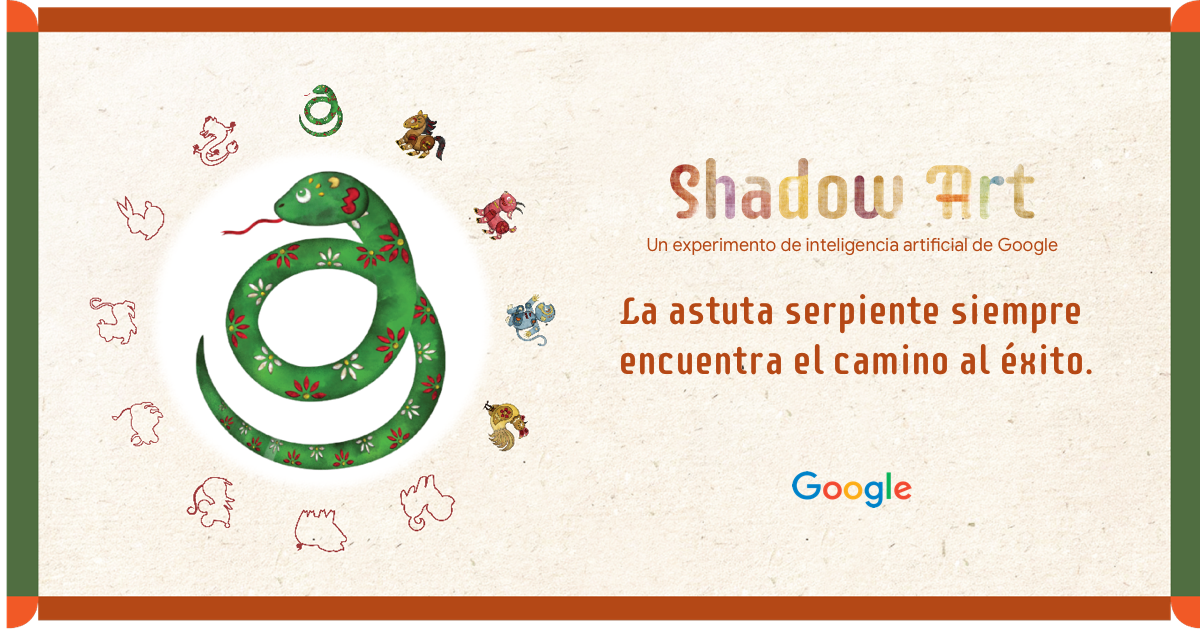 Shadow Art
Un experimento de inteligencia artificial de Google
La astuta serpiente siempre
encuentra el camino al éxito.
Google